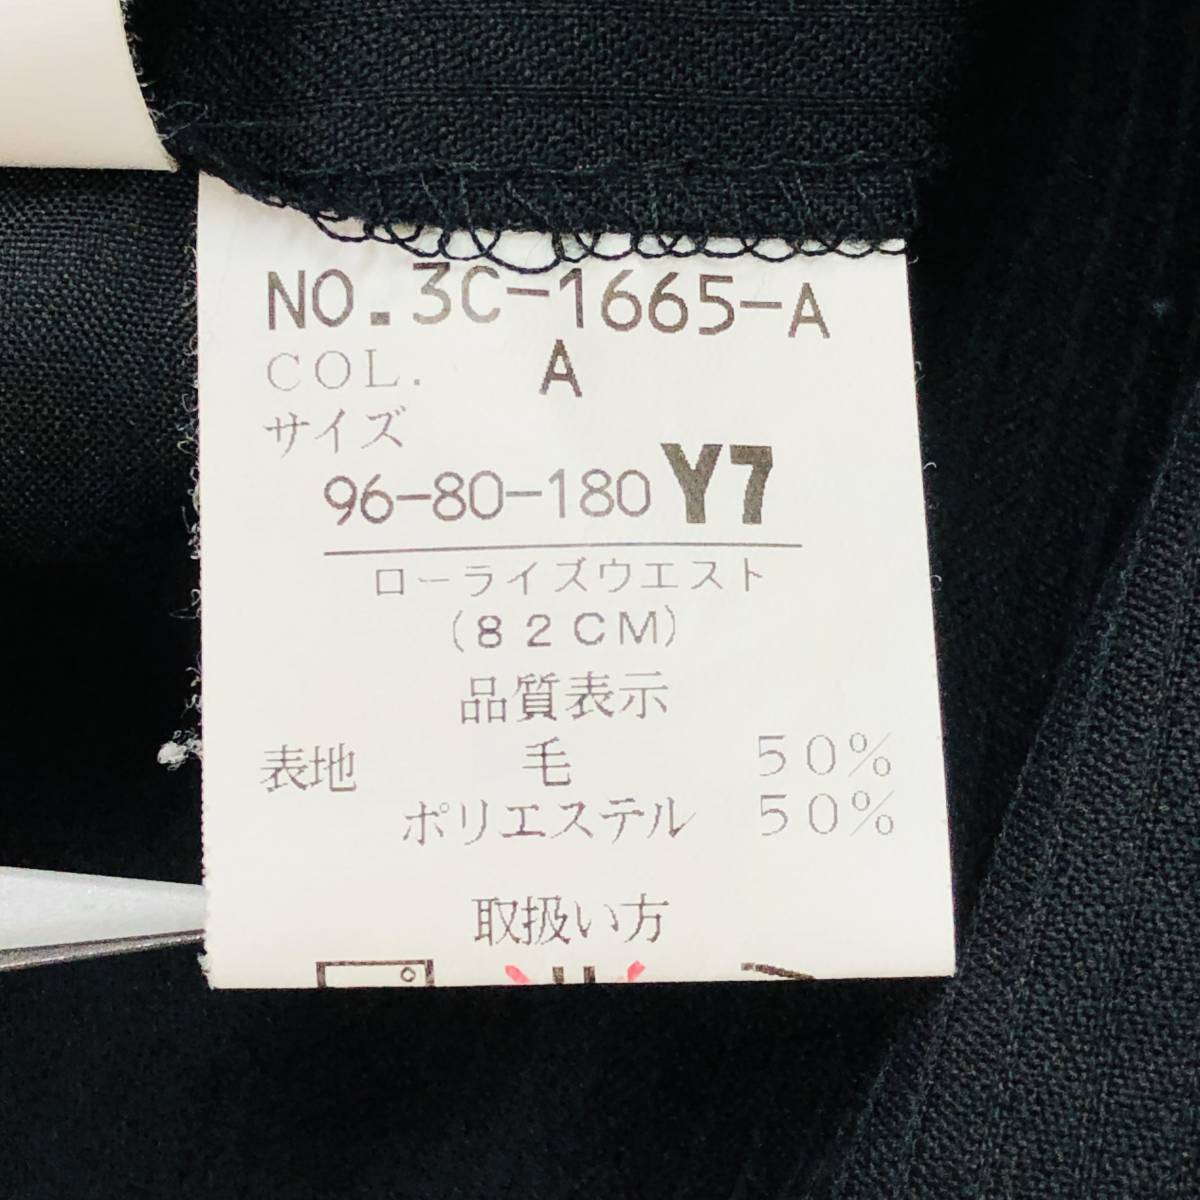 NO.3C-1665-A
COL. A
サイズ
96-80-180 Y7
ローライズウエスト
(82CM)
品質表示
表地 毛 50%
ポリエステル 50%
取扱い方